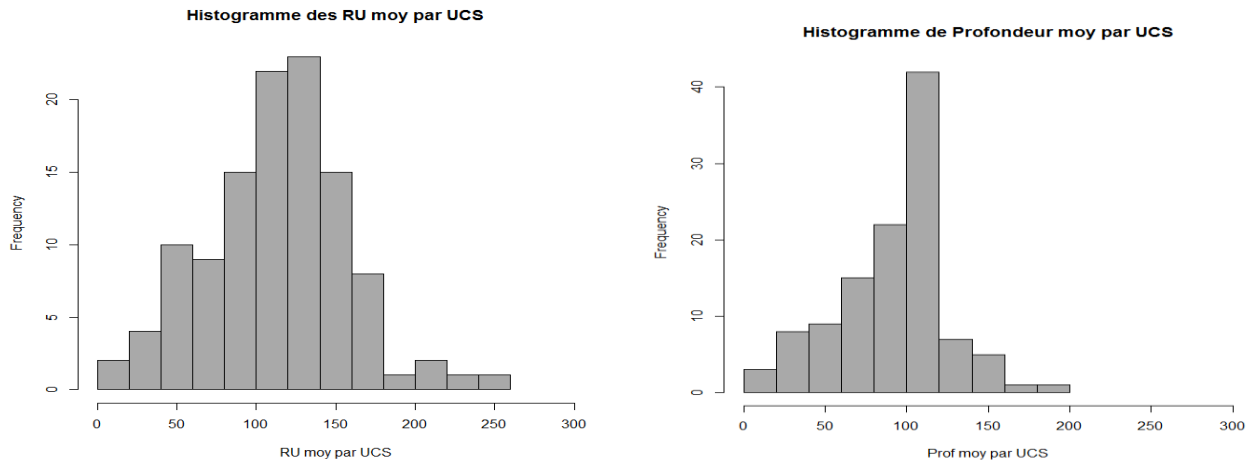 Histogramme des RU moy par UCS
Frequency
20
15
10
5
0
0 50 100 150 200 250 300
RU moy par UCS
Histogramme de Profondeur moy par UCS
Frequency
40
30
20
10
0
0 50 100 150 200 250 300
Prof moy par UCS